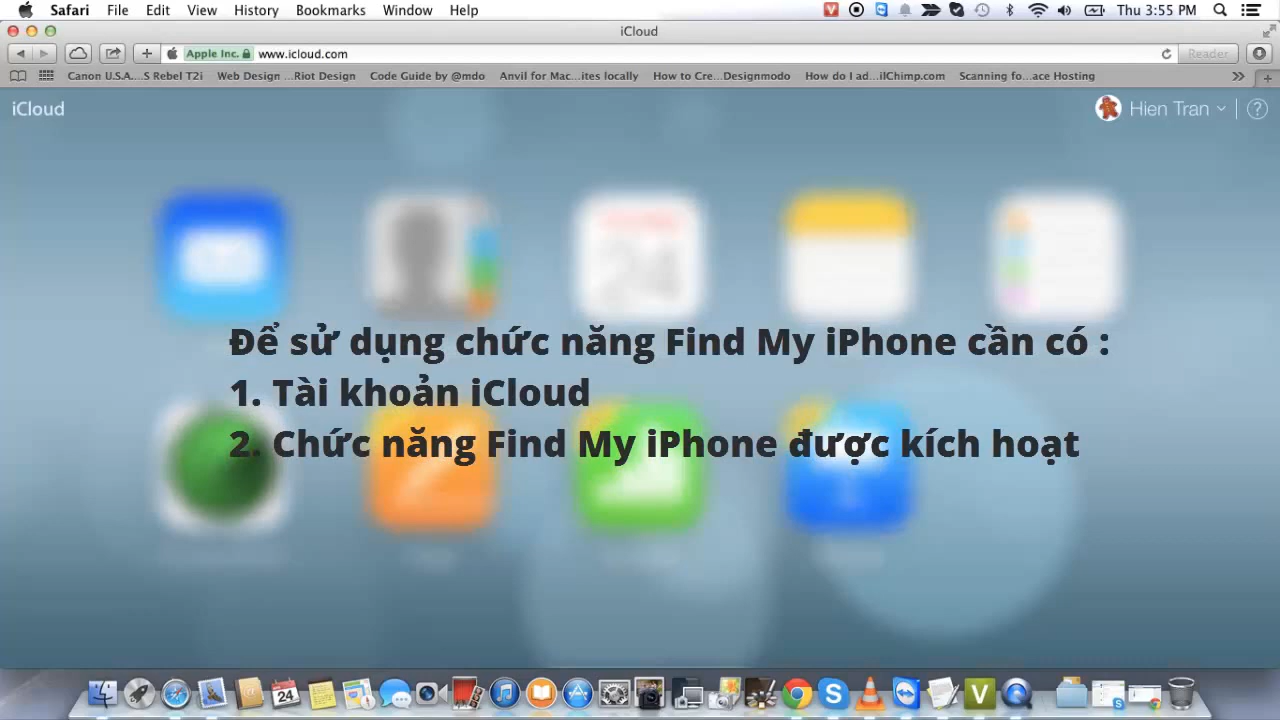 Safari File Edit View History Bookmarks Window Help Thu 3:55 PM
iCloud
Apple Inc. www.icloud.com Reader
Canon U.S.A....S Rebel T2i Web Design ...Riot Design Code Guide by @mdo Anvil for Mac...ites locally How to Cre...Designmodo How do I ad...ilChimp.com Scanning fo...ace Hosting
iCloud Hien Tran
24
Để sử dụng chức năng Find My iPhone cần có :
1. Tài khoản iCloud
2. Chức năng Find My iPhone được kích hoạt
24